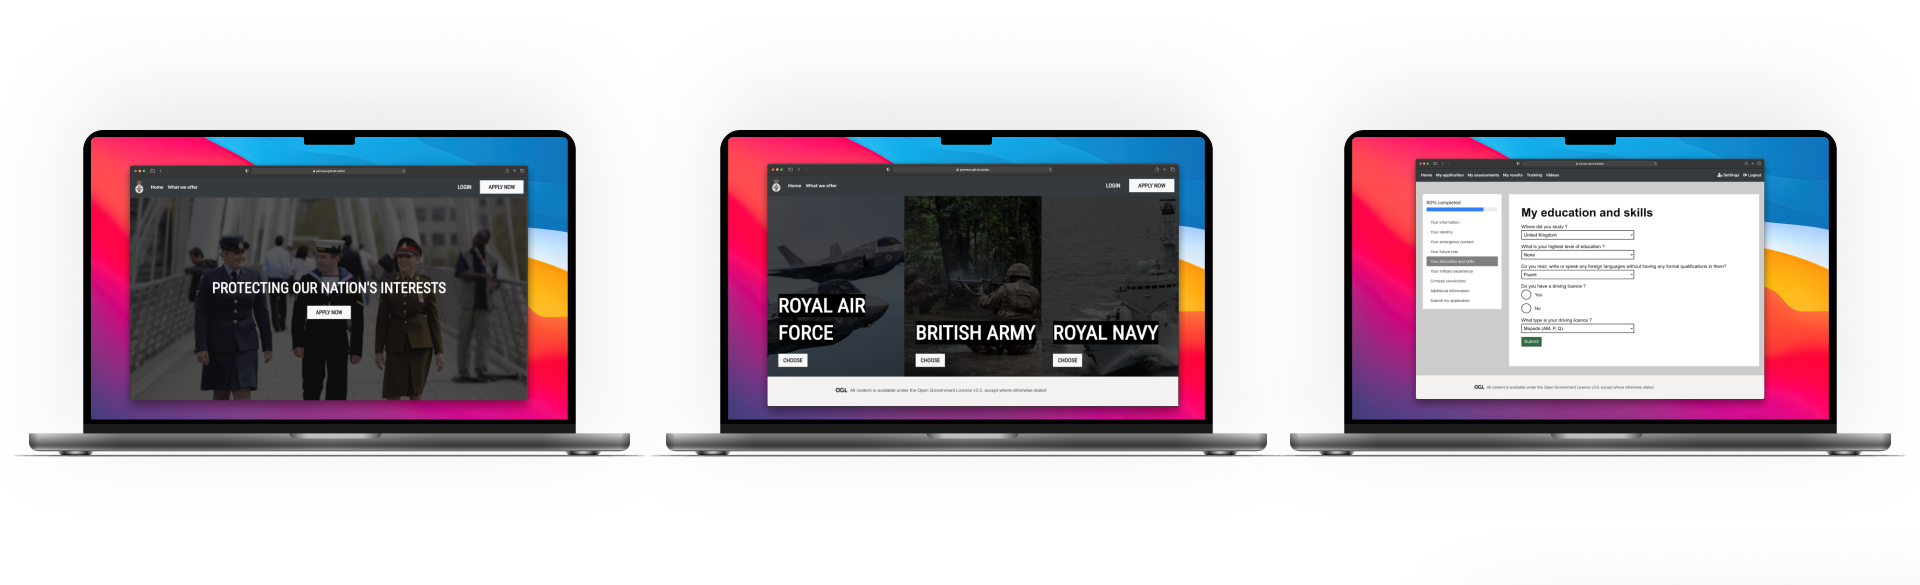 Home What we offer
LOGIN
APPLY NOW
PROTECTING OUR NATION'S INTERESTS
APPLY NOW
Home What we offer
LOGIN
APPLY NOW
ROYAL AIR
FORCE
CHOOSE
BRITISH ARMY
CHOOSE
ROYAL NAVY
CHOOSE
OGL All content is available under the Open Government Licence v3.0, except where otherwise stated
Home My application My assessments My results Training Videos
Settings Logout
80% completed
Your information
Your identity
Your emergency contact
Your future role
Your education and skills
Your military experience
Criminal convictions
Additional information
Submit my application
My education and skills
Where did you study ?
United Kingdom
What is your highest level of education ?
None
Do you read, write or speak any foreign languages without having any formal qualifications in them?
Fluent
Do you have a driving licence ?
Yes
No
What type is your driving licence ?
Mopeds (AM, P, Q)
Submit
OGL All content is available under the Open Government Licence v3.0, except where otherwise stated